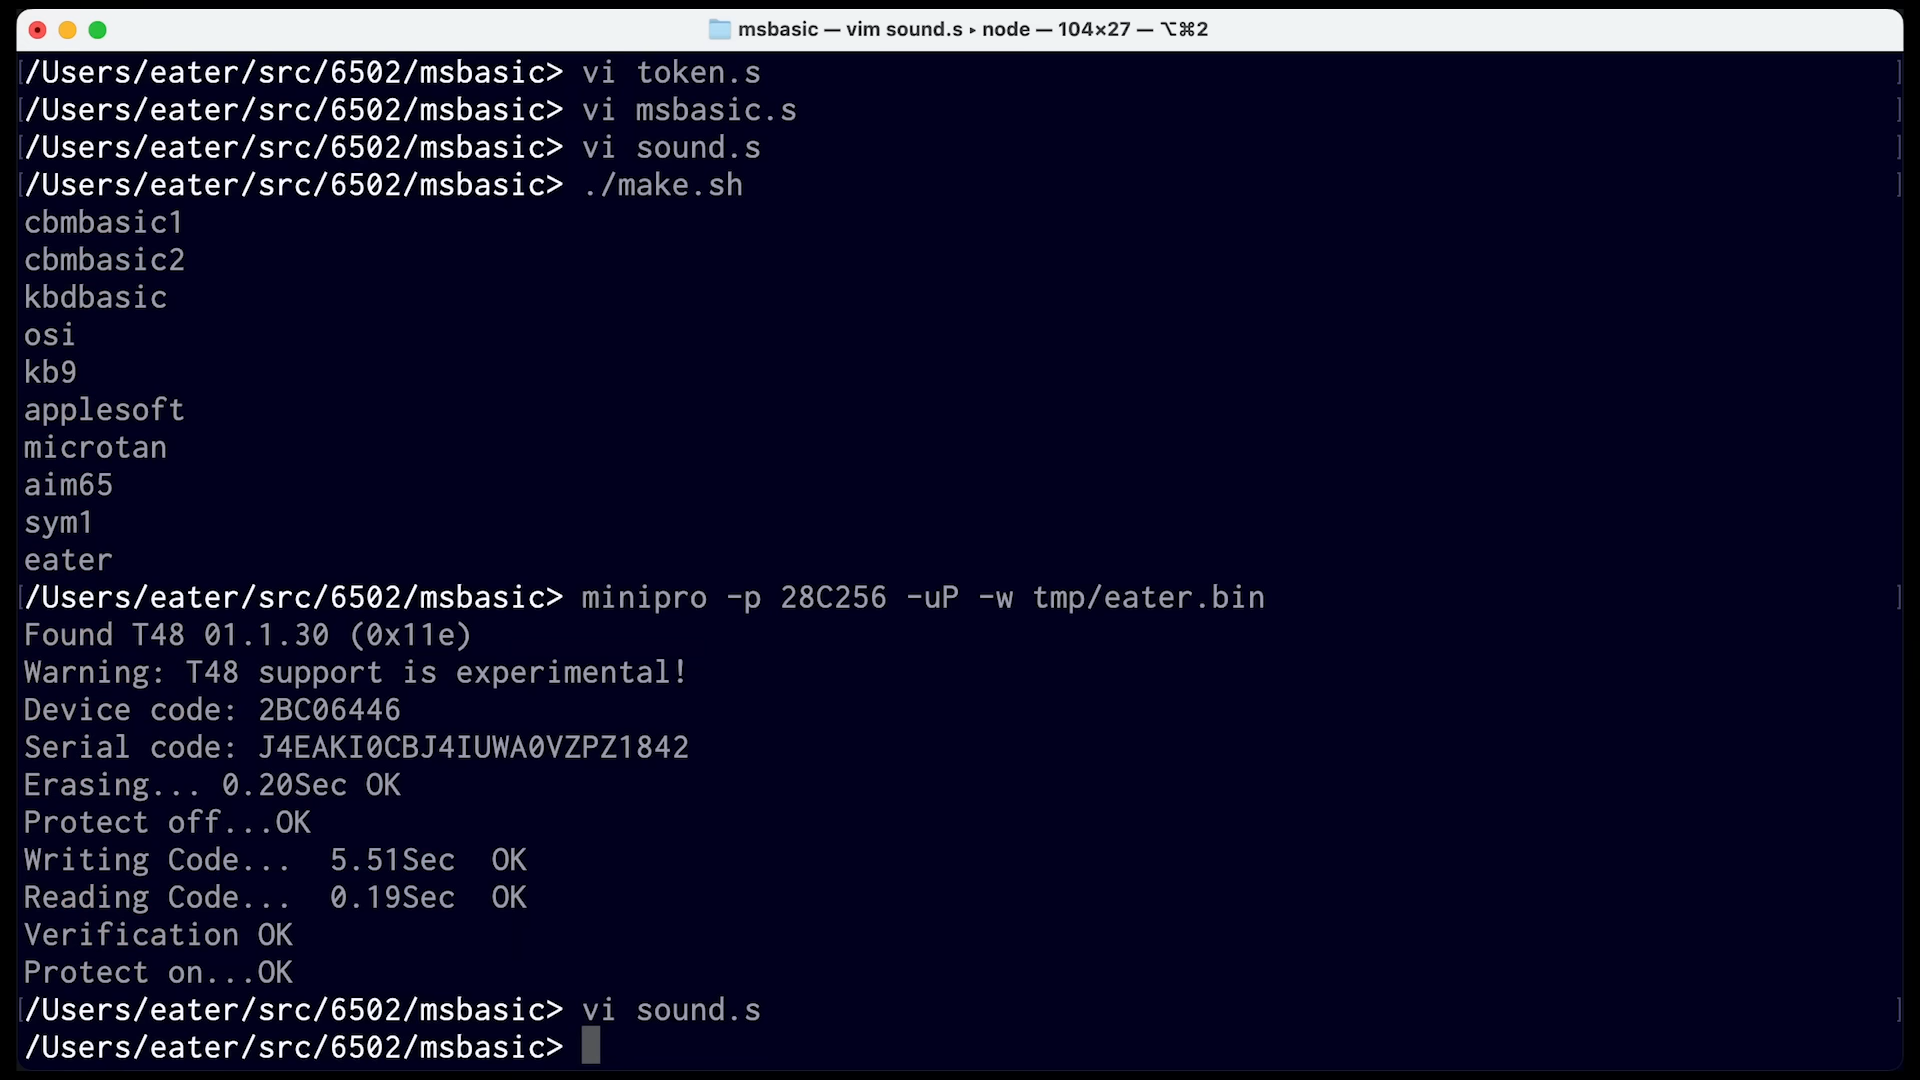 msbasic — vim sound.s ▸ node — 104×27 — ⌥⌘2
/Users/eater/src/6502/msbasic> vi token.s
/Users/eater/src/6502/msbasic> vi msbasic.s
/Users/eater/src/6502/msbasic> vi sound.s
/Users/eater/src/6502/msbasic> ./make.sh
cbmbasic1
cbmbasic2
kbdbasic
osi
kb9
applesoft
microtan
aim65
sym1
eater
/Users/eater/src/6502/msbasic> minipro -p 28C256 -uP -w tmp/eater.bin
Found T48 01.1.30 (0x11e)
Warning: T48 support is experimental!
Device code: 2BC06446
Serial code: J4EAKI0CBJ4IUWA0VZPZ1842
Erasing... 0.20Sec OK
Protect off...OK
Writing Code...  5.51Sec  OK
Reading Code...  0.19Sec  OK
Verification OK
Protect on...OK
/Users/eater/src/6502/msbasic> vi sound.s
/Users/eater/src/6502/msbasic>